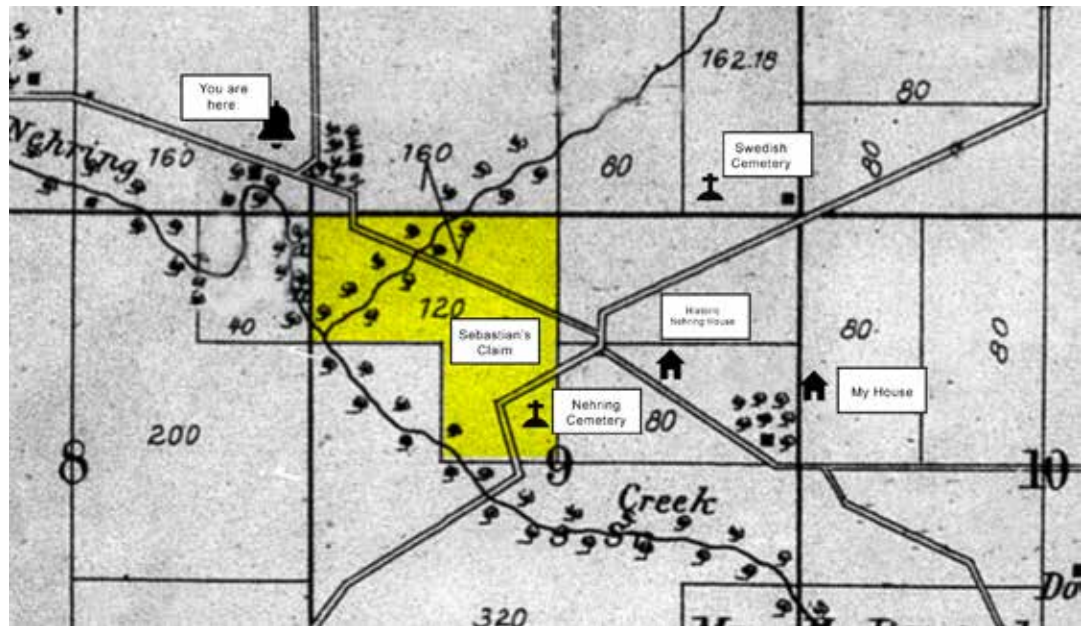 You are
here.
Nehring
160
160
162.18
80
80
80
Swedish
Cemetery
40
120
Sebastian's
Claim
Historic
Nehring House
80
80
My House
Nehring
Cemetery
80
200
8
9
10
Creek
320
Do